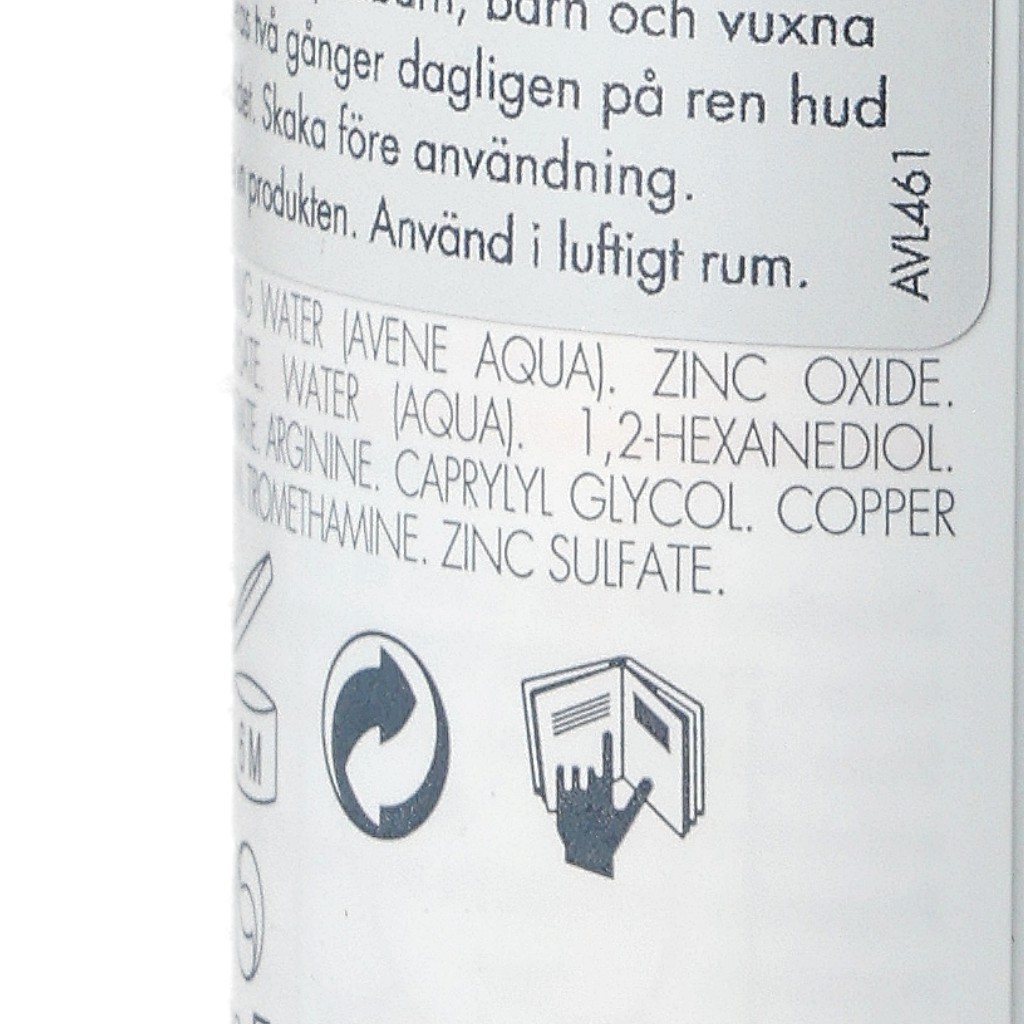 barn och vuxna
två gånger dagligen på ren hud
Skaka före användning.
produkten. Använd i luftigt rum.
AVL461
WATER (AVENE AQUA). ZINC OXIDE.
WATER (AQUA). 1,2-HEXANEDIOL.
ARGININE. CAPRYLYL GLYCOL. COPPER
TROMETHAMINE. ZINC SULFATE.
6 M